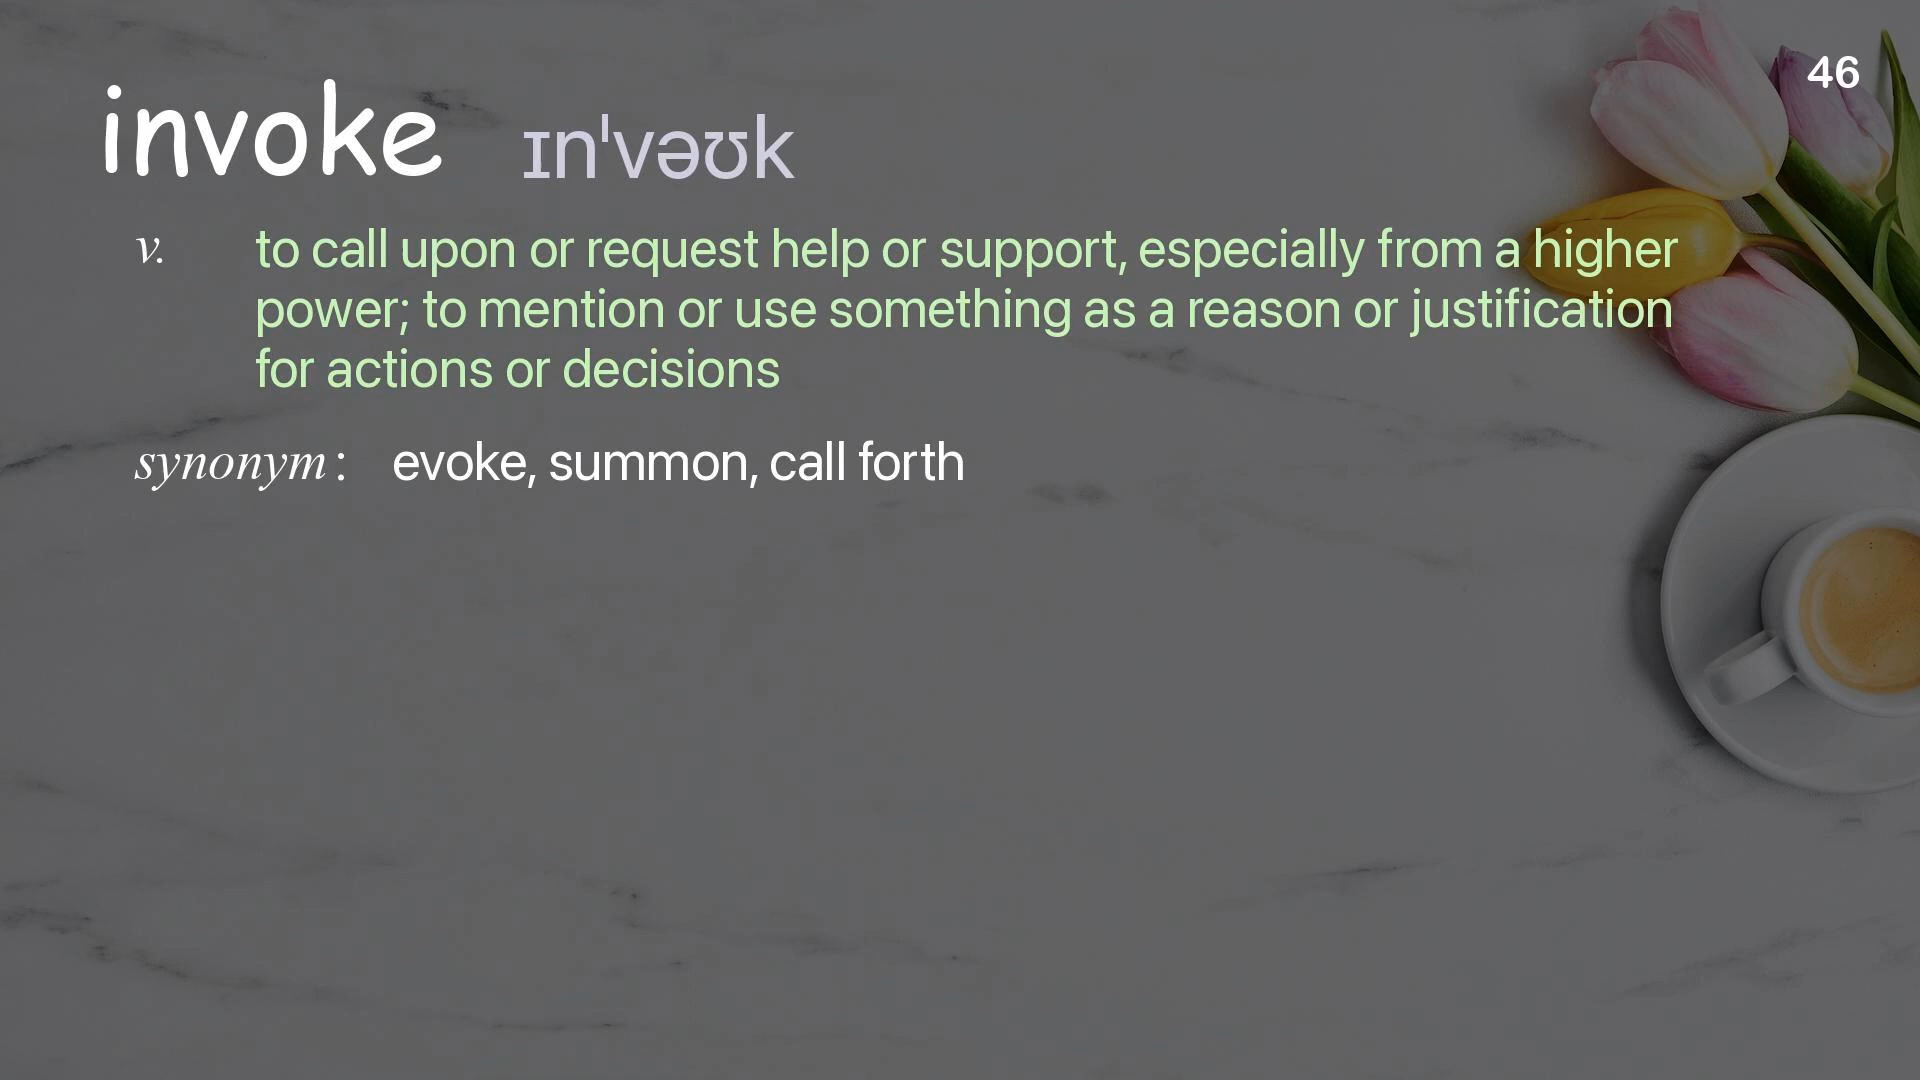 46
invoke ɪnˈvəʊk
v. to call upon or request help or support, especially from a higher
power; to mention or use something as a reason or justification
for actions or decisions
synonym: evoke, summon, call forth